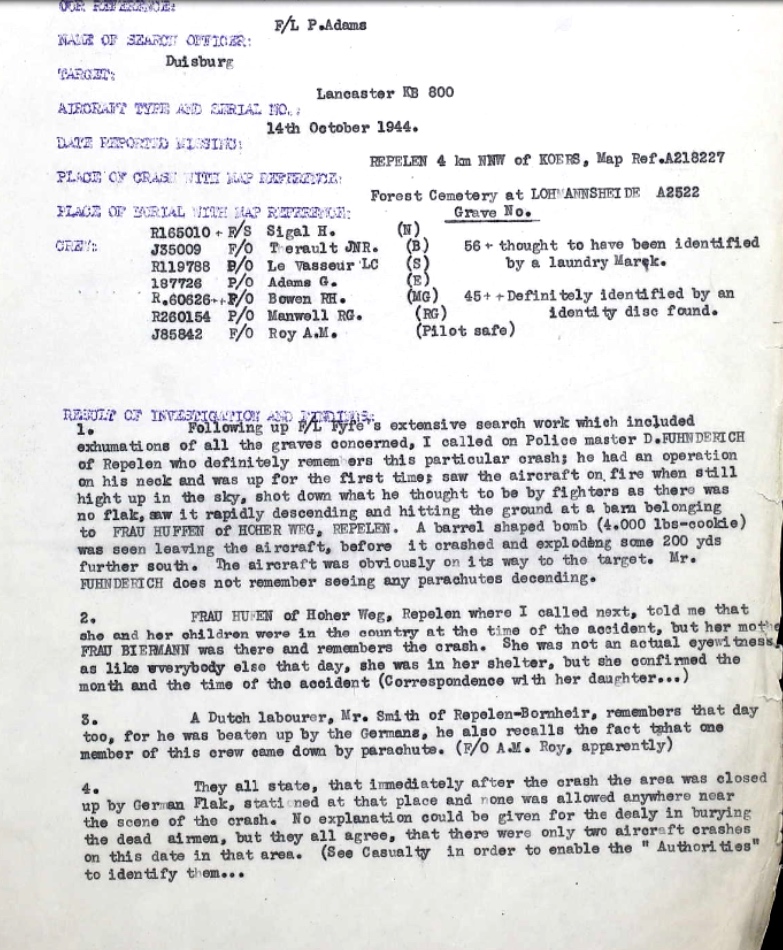 OUR REFERENCE:
F/L P.Adams
NAME OF SEARCH OFFICER:
Duisburg
TARGET:
Lancaster KB 800
AIRCRAFT TYPE AND SERIAL NO.:
14th October 1944.
DATE REPORTED MISSING:
REPELEN 4 km NNW of KOERS, Map Ref.A218227
PLACE OF CRASH WITH MAP REFERENCE:
Forest Cemetery at LOHMANNSHEIDE A2522
PLACE OF BURIAL WITH MAP REFERENCE:
Grave No.
CREW:
R165010 + F/S Sigal H. (N)
J35009 F/O Therault JNR. (B) 56 + thought to have been identified
R119788 P/O Le Vasseur LC (S) by a laundry Marck.
187726 P/O Adams G. (E)
R.60626++F/O Bowen RH. (MG) 45++Definitely identified by an
R260154 P/O Manwell RG. (RG) identity disc found.
J85842 F/O Roy A.M. (Pilot safe)
RESULT OF INVESTIGATION AND FINDINGS:
1. Following up F/L Fyfe's extensive search work which included
exhumations of all the graves concerned, I called on Police master D.FUHNDERICH
of Repelen who definitely remembers this particular crash; he had an operation
on his neck and was up for the first time; saw the aircraft on fire when still
hight up in the sky, shot down what he thought to be by fighters as there was
no flak, saw it rapidly descending and hitting the ground at a barn belonging
to FRAU HUFFEN of HOHER WEG, REPELEN. A barrel shaped bomb (4.000 lbs-cookie)
was seen leaving the aircraft, before it crashed and exploding some 200 yds
further south. The aircraft was obviously on its way to the target. Mr.
FUHNDERICH does not remember seeing any parachutes decending.
2. FRAU HUFEN of Hoher Weg, Repelen where I called next, told me that
she and her children were in the country at the time of the accident, but her mothe
FRAU BIERMANN was there and remembers the crash. She was not an actual eyewitness,
as like everybody else that day, she was in her shelter, but she confirmed the
month and the time of the accident (Correspondence with her daughter...)
3. A Dutch labourer, Mr. Smith of Repelen-Bornheir, remembers that day
too, for he was beaten up by the Germans, he also recalls the fact that one
member of this crew came down by parachute. (F/O A.M. Roy, apparently)
4. They all state, that immediately after the crash the area was closed
up by German Flak, stationed at that place and none was allowed anywhere near
the scene of the crash. No explanation could be given for the dealy in burying
the dead airmen, but they all agree, that there were only two aircraft crashes
on this date in that area. (See Casualty in order to enable the " Authorities"
to identify them...